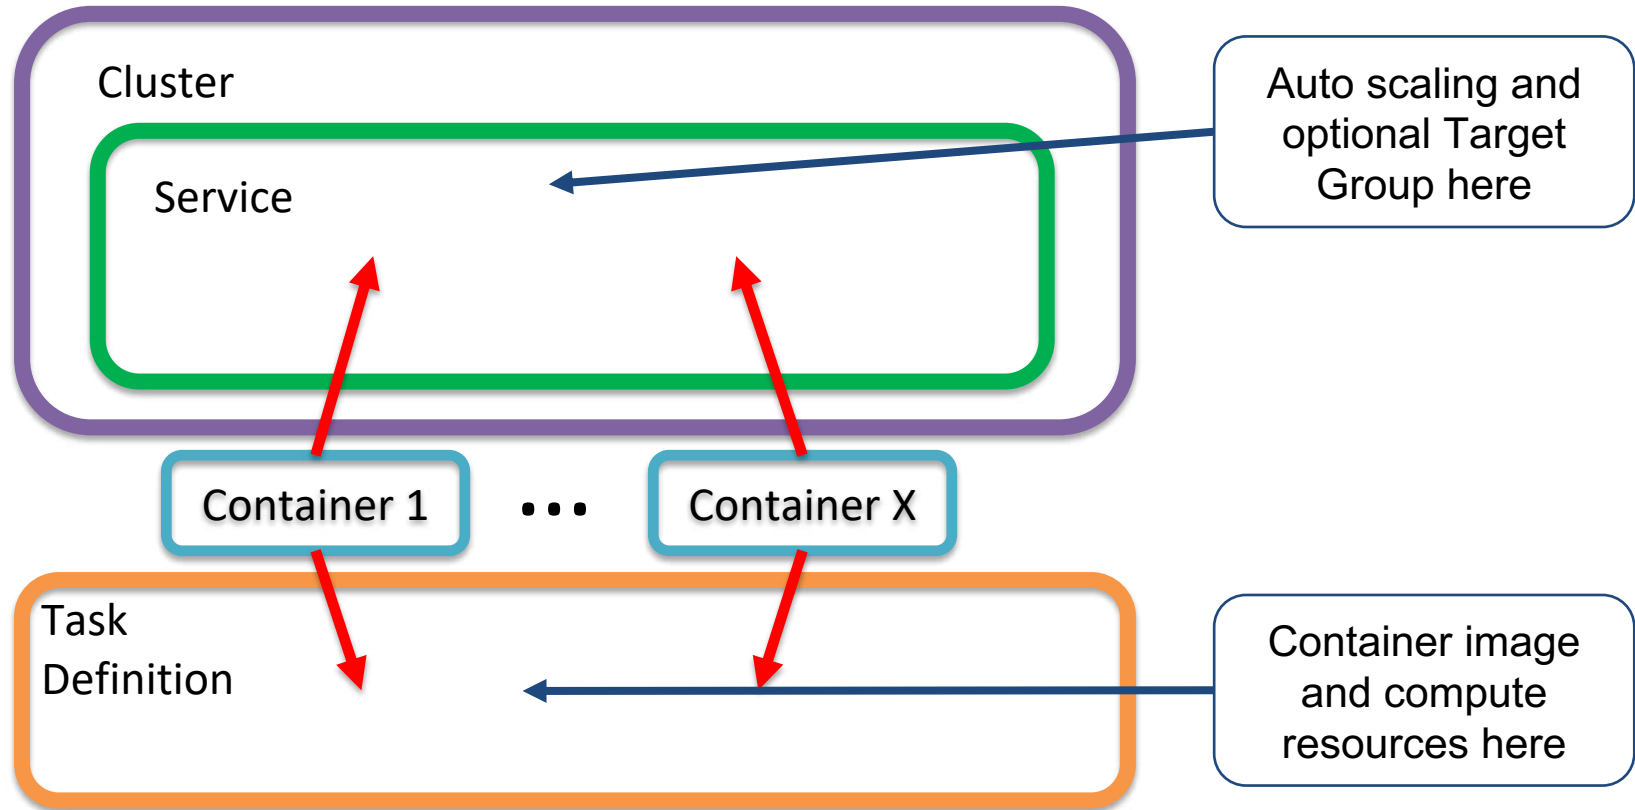 Cluster
Auto scaling and
optional Target
Group here
Service
Container 1
...
Container X
Task
Definition
Container image
and compute
resources here